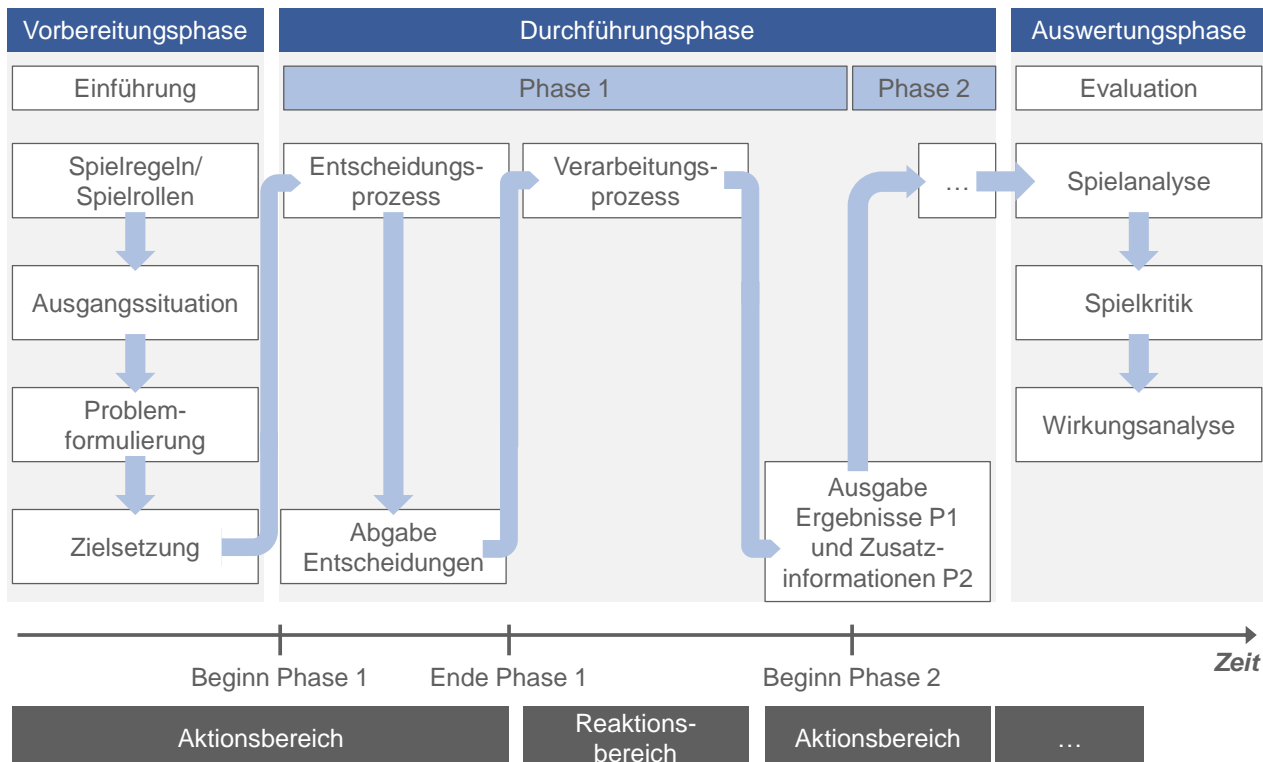 Vorbereitungsphase
Durchführungsphase
Auswertungsphase
Einführung
Phase 1
Phase 2
Evaluation
Spielregeln/
Spielrollen
Entscheidungs-
prozess
Verarbeitungs-
prozess
…
Spielanalyse
Ausgangssituation
Spielkritik
Problem-
formulierung
Wirkungsanalyse
Zielsetzung
Abgabe
Entscheidungen
Ausgabe
Ergebnisse P1
und Zusatz-
informationen P2
Zeit
Beginn Phase 1
Ende Phase 1
Beginn Phase 2
Aktionsbereich
Reaktions-
bereich
Aktionsbereich
…